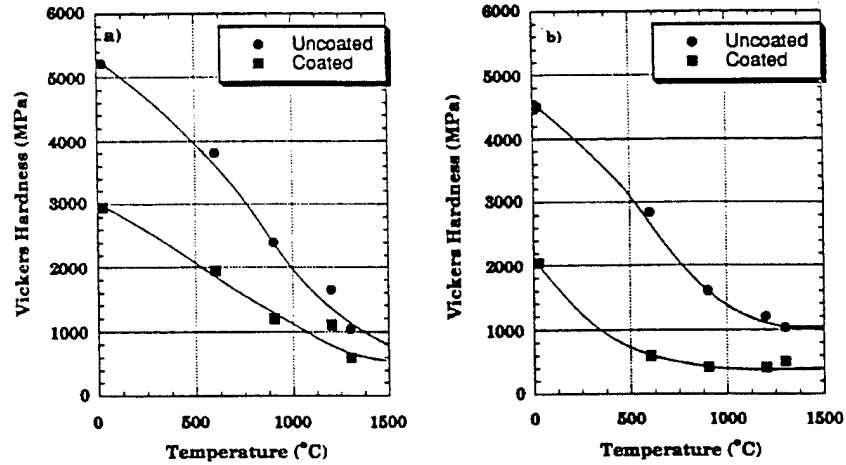 a)
Uncoated
Coated
Vickers Hardness (MPa)
6000
5000
4000
3000
2000
1000
0
0 500 1000 1500
Temperature (°C)
b)
Uncoated
Coated
Vickers Hardness (MPa)
6000
5000
4000
3000
2000
1000
0
0 500 1000 1500
Temperature (°C)